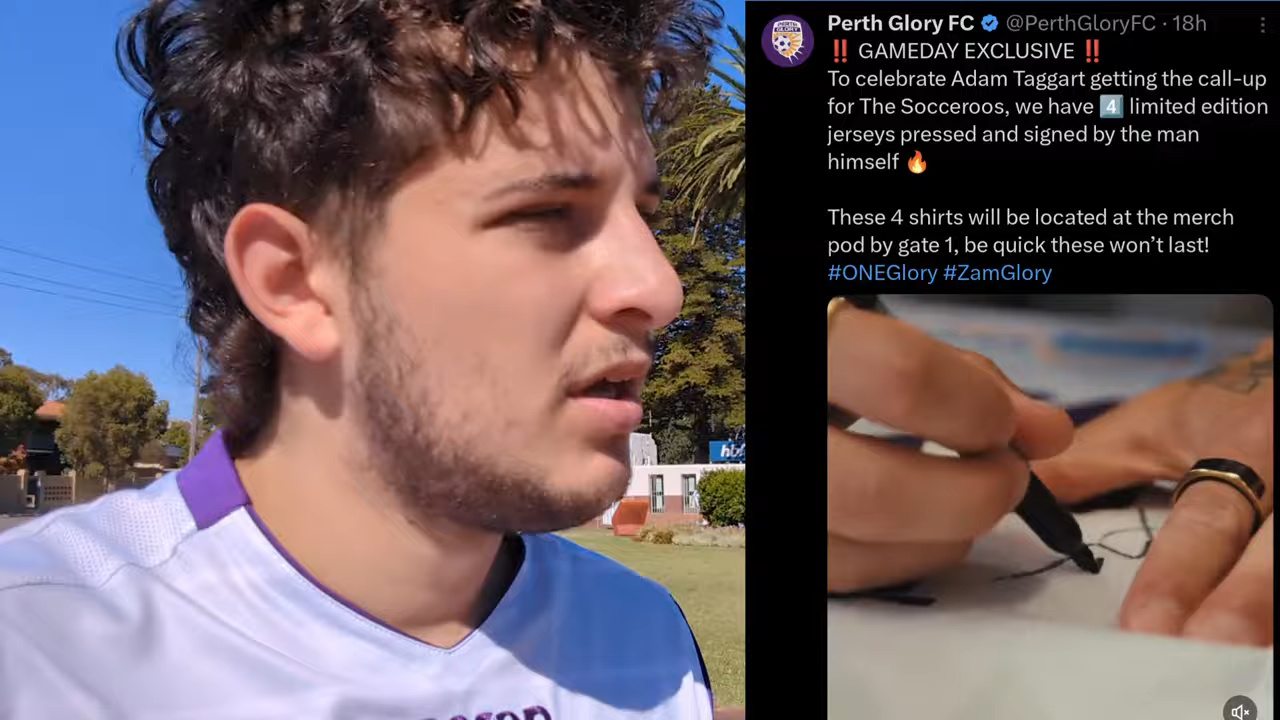 Perth Glory FC @PerthGloryFC · 18h
‼️ GAMEDAY EXCLUSIVE ‼️
To celebrate Adam Taggart getting the call-up
for The Socceroos, we have 4️⃣ limited edition
jerseys pressed and signed by the man
himself 🔥
These 4 shirts will be located at the merch
pod by gate 1, be quick these won’t last!
#ONEGlory #ZamGlory
PERTH
GLORY